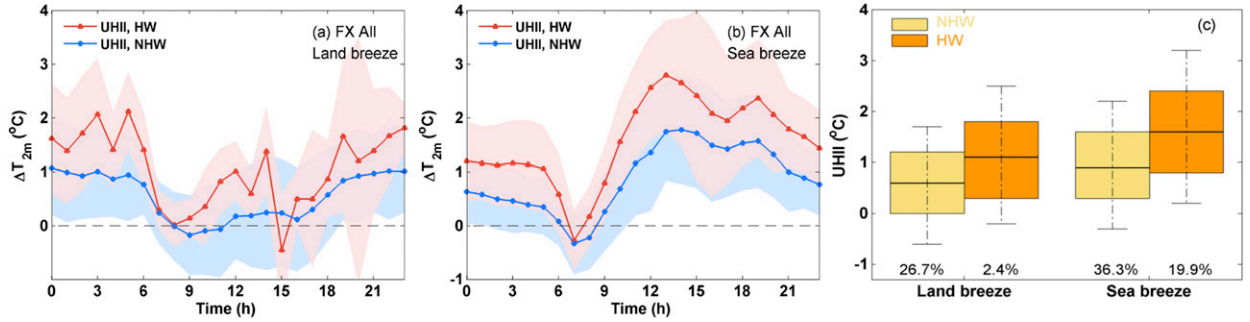 UHII, HW
UHII, NHW
(a) FX All
Land breeze
ΔT2m (°C)
4
3
2
1
0
-1
0 3 6 9 12 15 18 21
Time (h)
UHII, HW
UHII, NHW
(b) FX All
Sea breeze
ΔT2m (°C)
4
3
2
1
0
-1
0 3 6 9 12 15 18 21
Time (h)
NHW
HW
(c)
UHII (°C)
4
3
2
1
0
-1
26.7% 2.4% 36.3% 19.9%
Land breeze Sea breeze